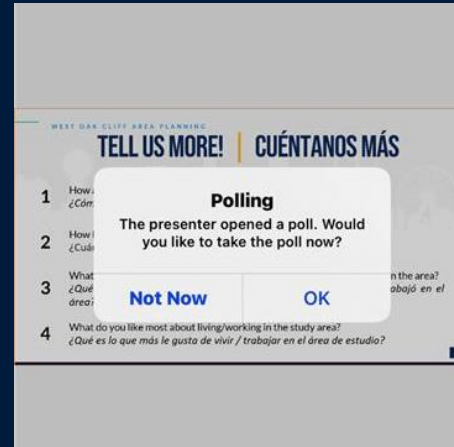 WEST OAK CLIFF AREA PLANNING
TELL US MORE! | CUÉNTANOS MÁS
1 How
¿Cóm
2 How
¿Cuá
Polling
The presenter opened a poll. Would
you like to take the poll now?
Not Now OK
What n the area?
3 ¿Qué abajó en el
área
4 What do you like most about living/working in the study area?
¿Qué es lo que más le gusta de vivir / trabajar en el área de estudio?